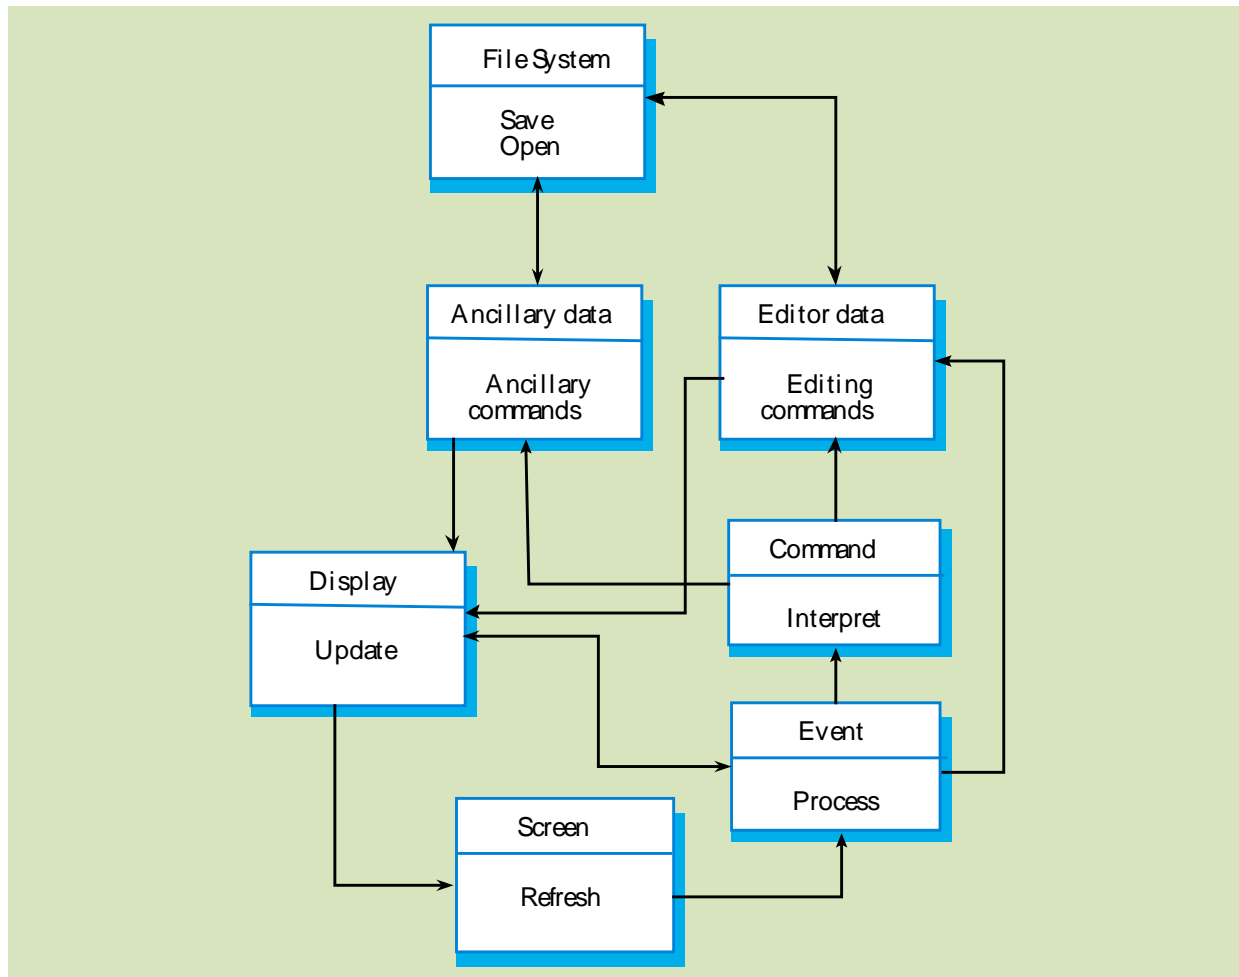 File System
Save
Open
Ancillary data
Ancillary
commands
Editor data
Editing
commands
Command
Interpret
Display
Update
Event
Process
Screen
Refresh